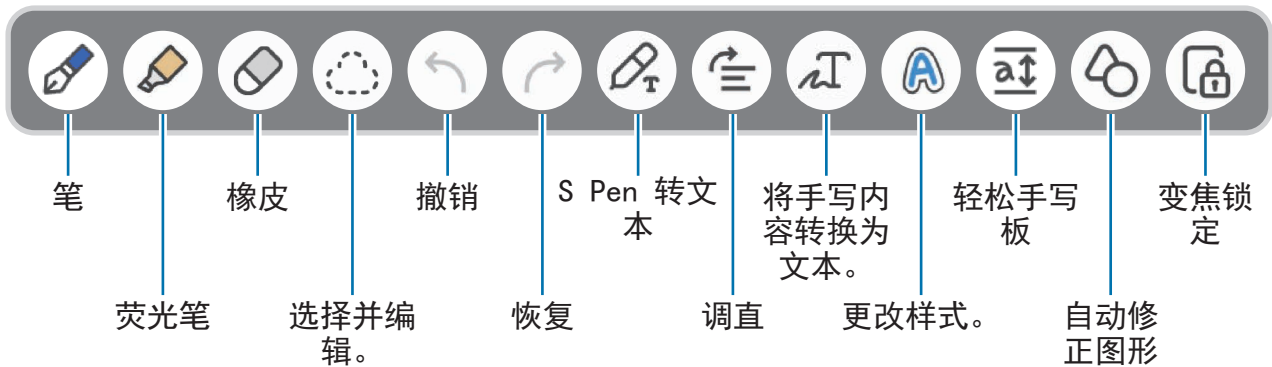 笔
橡皮
撤销
S Pen 转文
本
将手写内
容转换为
文本。
轻松手写
板
变焦锁
定
荧光笔
选择并编
辑。
恢复
调直
更改样式。
自动修
正图形